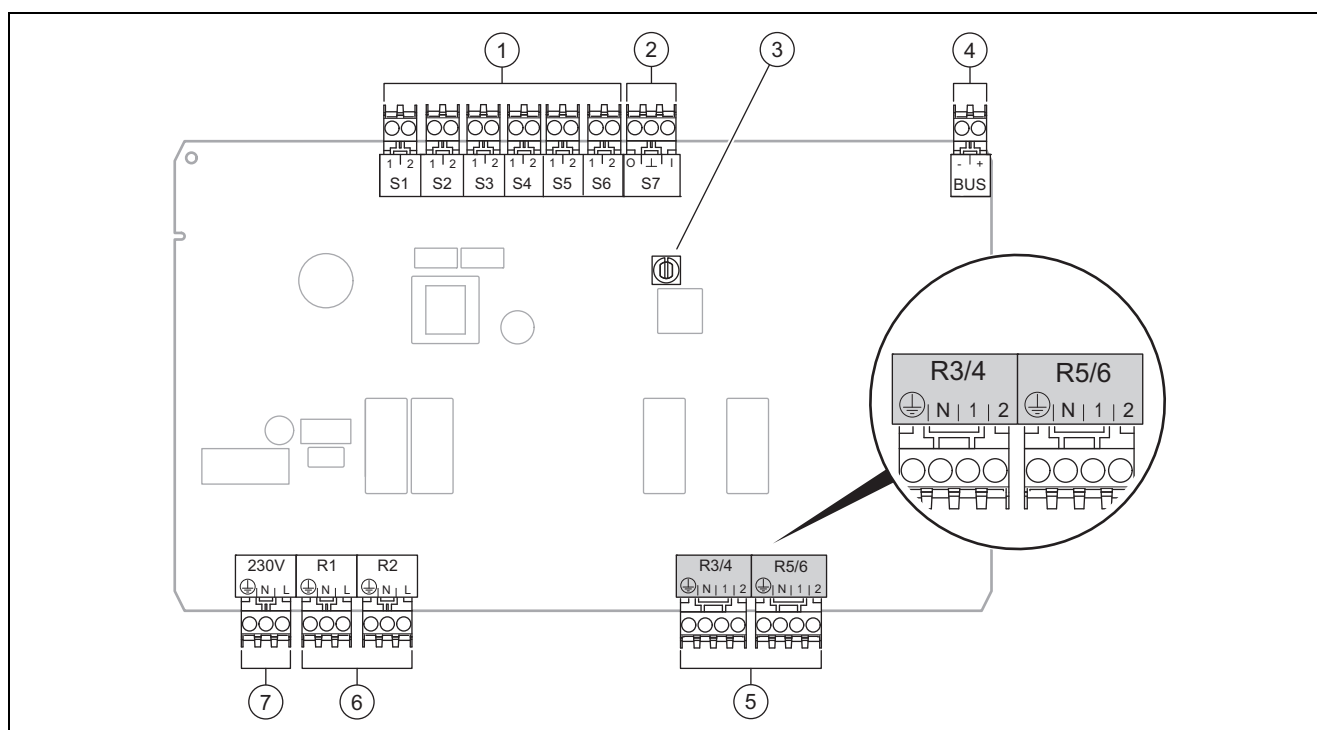 1 2 3 4
1 2 1 2 1 2 1 2 1 2 1 2 O ⊥ I - +
S1 S2 S3 S4 S5 S6 S7 BUS
R3/4 R5/6
N 1 2 N 1 2
230V R1 R2 R3/4 R5/6
N L N L N L N 1 2 N 1 2
7 6 5